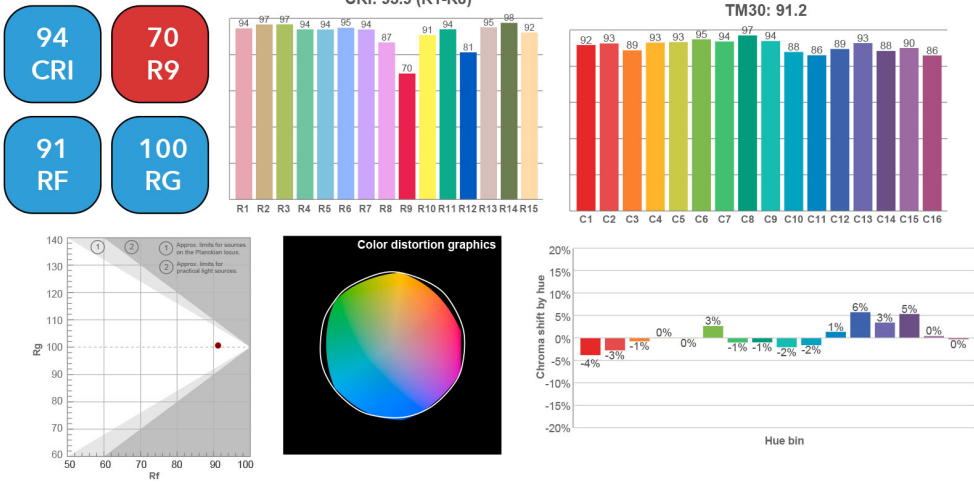 94
CRI
70
R9
91
RF
100
RG
94 97 97 94 94 95 94 87 70 91 94 81 95 98 92
R1 R2 R3 R4 R5 R6 R7 R8 R9 R10 R11 R12 R13 R14 R15
TM30: 91.2
92 93 89 93 93 95 94 97 94 88 86 89 93 88 90 86
C1 C2 C3 C4 C5 C6 C7 C8 C9 C10 C11 C12 C13 C14 C15 C16
140
130
120
110
100
90
80
70
60
Rg
50 60 70 80 90 100
Rf
1 2
1 Approx. limits for sources
on the Planckian locus.
2 Approx. limits for
practical light sources.
Color distortion graphics
20%
15%
10%
5%
0%
-5%
-10%
-15%
-20%
Chroma shift by hue
-4% -3% -1% 0% 0% 3% -1% -1% -2% -2% 1% 6% 3% 5% 0% 0%
Hue bin